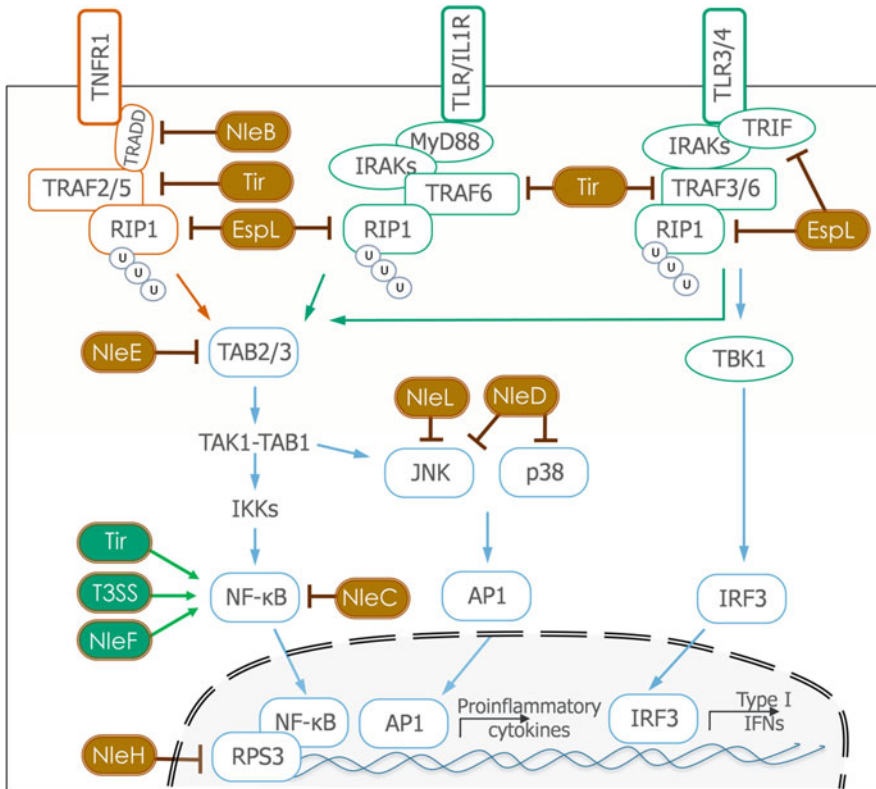 TNFR1
TLR/IL1R
TLR3/4
TRADD
NleB
MyD88
TRIF
IRAKs
IRAKs
TRAF2/5
Tir
TRAF6
Tir
TRAF3/6
RIP1
EspL
RIP1
RIP1
EspL
U
U
U
U
U
U
U
U
U
NleE
TAB2/3
TBK1
NleL
NleD
TAK1-TAB1
JNK
p38
IKKs
Tir
T3SS
NF-κB
NleC
AP1
IRF3
NleF
NF-κB
AP1
Proinflammatory
cytokines
IRF3
Type I
IFNs
NleH
RPS3